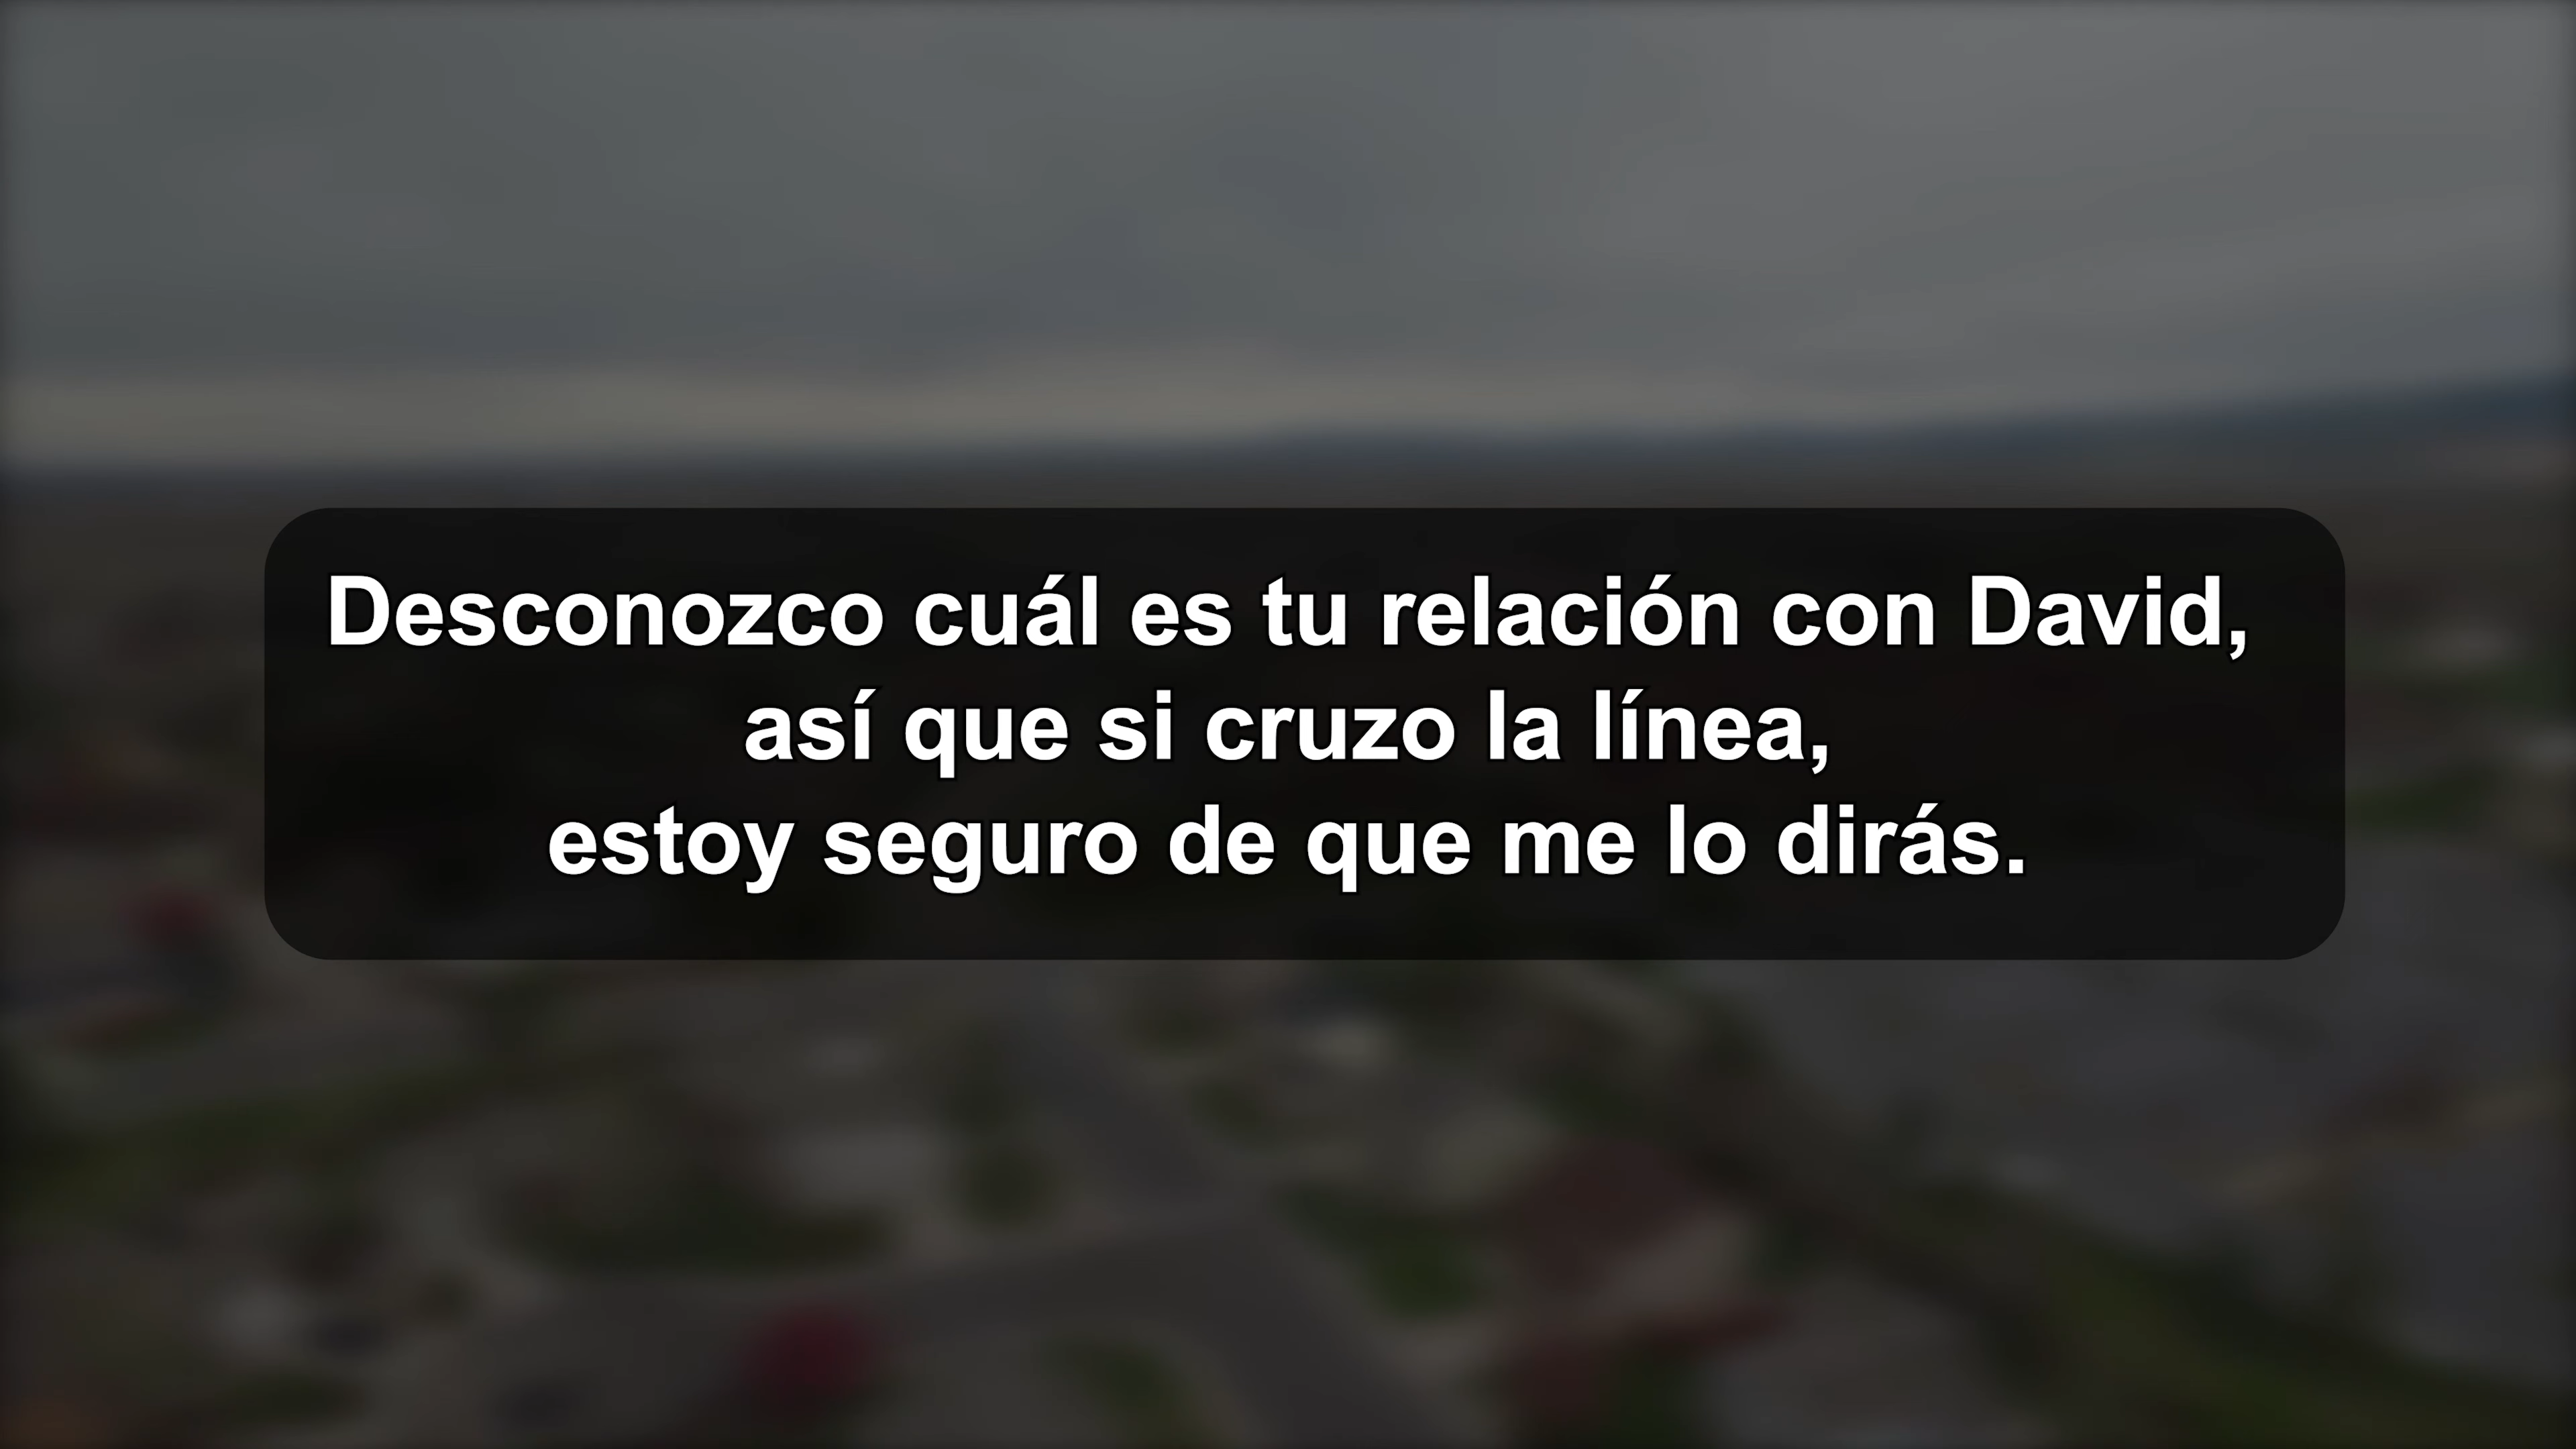 Desconozco cuál es tu relación con David,
así que si cruzo la línea,
estoy seguro de que me lo dirás.